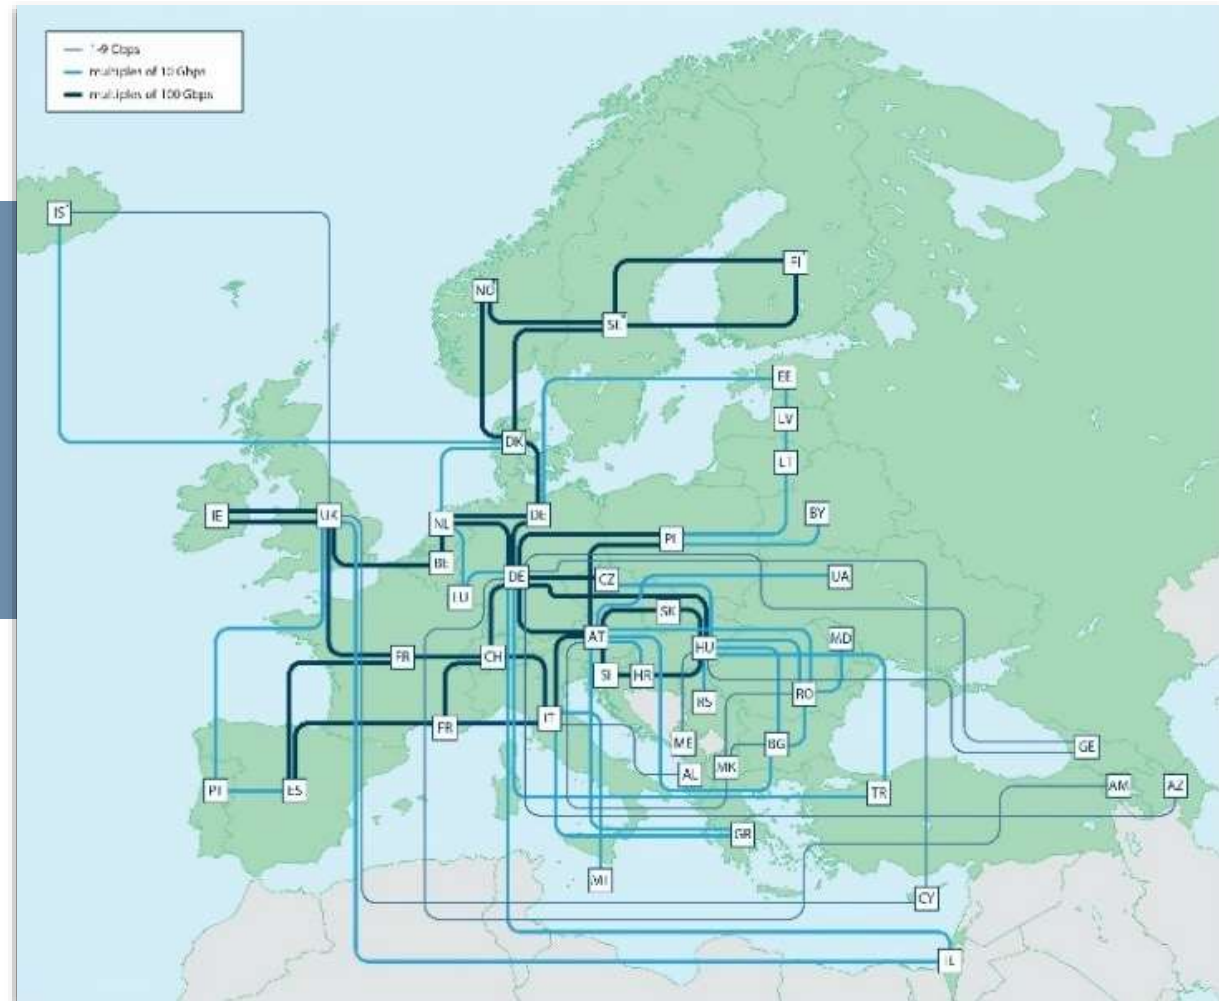 1-9 Gbps
multiples of 10 Gbps
multiples of 100 Gbps
IS
NO
FI
SE
EE
LV
DK
LT
IE
UK
NL
DE
BY
PL
BE
DE
CZ
UA
LU
SK
AT
HU
MD
FR
CH
SI
HR
RO
RS
IT
FR
ME
BG
GE
MK
AL
PT
ES
TR
AM
AZ
GR
MT
CY
IL